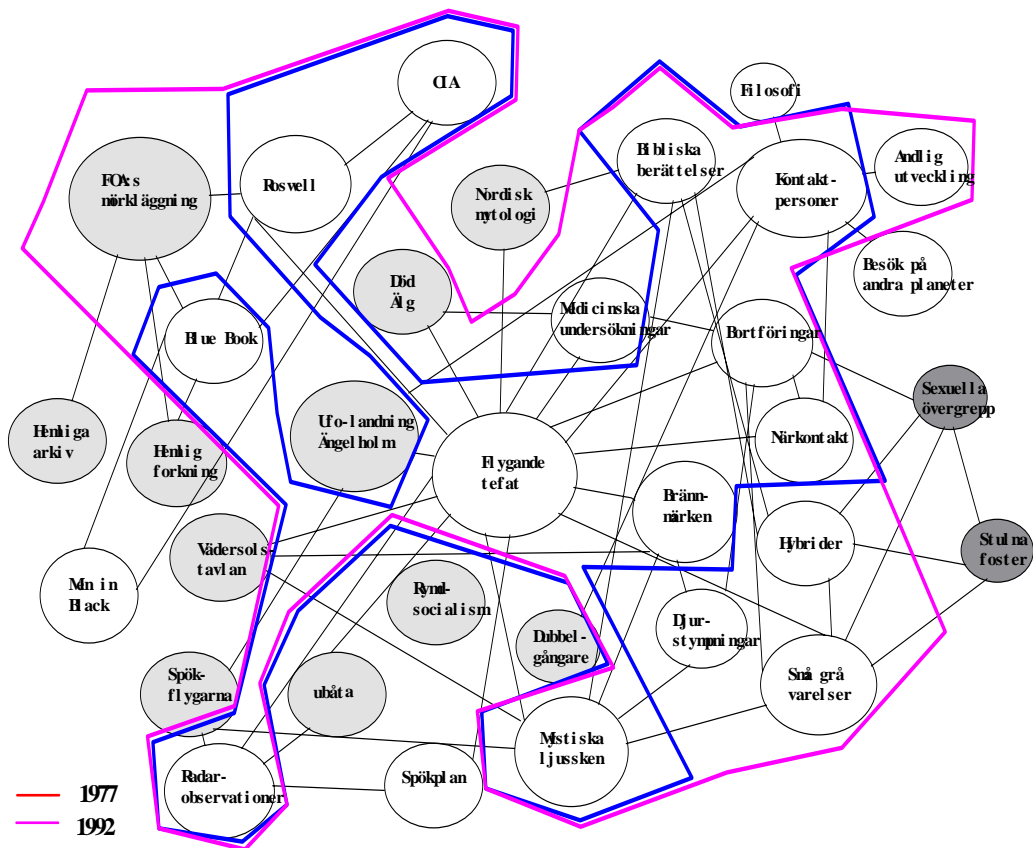 CIA
Filosofi
Bibliska
berättelser
Andlig
utveckling
FOA:s
mörkläggning
Roswell
Kontakt-
personer
Nordisk
mytologi
Besök på
andra planeter
Död
Älg
Medicinska
undersökningar
Blue Book
Bortföringar
Sexuella
övergrepp
Hemliga
arkiv
Hemlig
forkning
Ufo-landning
Ängelholm
Flygande
tefat
Närkontakt
Bränn-
märken
Vädersols-
tavlan
Hybrider
Stulna
foster
Men in
Black
Rymd-
socialism
Dubbel-
gångare
Djur-
stympningar
Spök-
flygarna
ubåta
Små grå
varelser
Mystiska
ljussken
Radar-
observationer
Spökplan
1977
1992